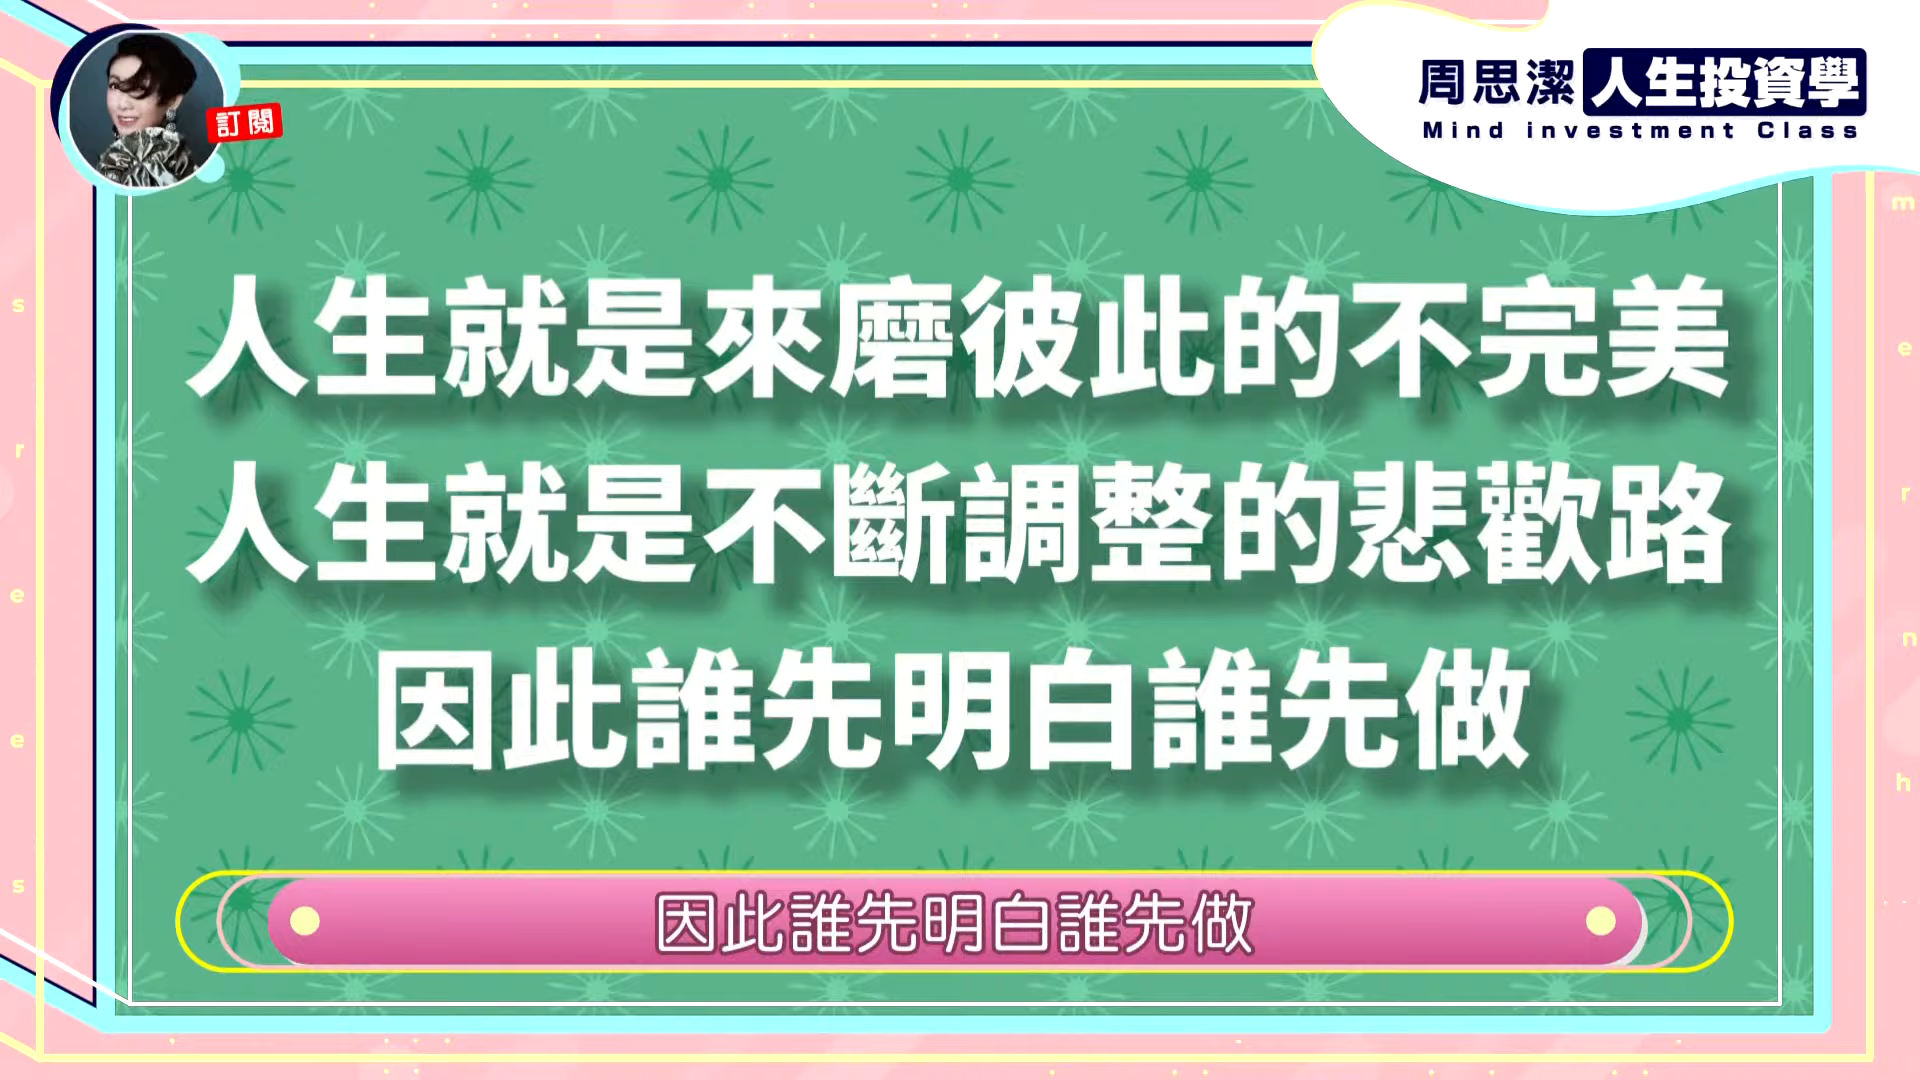 訂閱
周思潔 人生投資學
Mind investment Class
人生就是來磨彼此的不完美
人生就是不斷調整的悲歡路
因此誰先明白誰先做
因此誰先明白誰先做
s
r
e
e
s
m
e
r
n
h